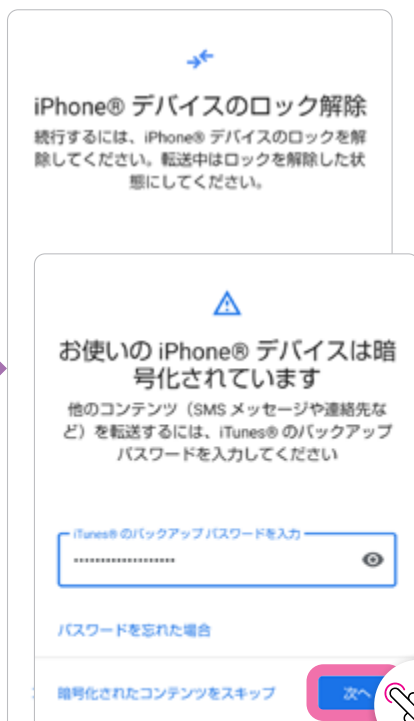 iPhone® デバイスのロック解除
続行するには、iPhone® デバイスのロックを解
除してください。転送中はロックを解除した状
態にしてください。
お使いの iPhone® デバイスは暗
号化されています
他のコンテンツ（SMS メッセージや連絡先な
ど）を転送するには、iTunes® のバックアップ
パスワードを入力してください
iTunes® のバックアップ パスワードを入力
•••••••••••••••••••
パスワードを忘れた場合
暗号化されたコンテンツをスキップ
次へ